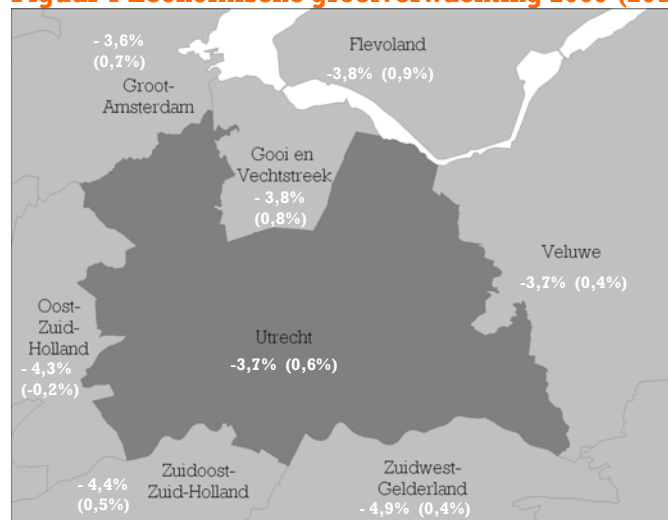 - 3,6%
(0,7%)
Groot-
Amsterdam
Flevoland
-3,8% (0,9%)
Gooi en
Vechtstreek
- 3,8%
(0,8%)
Veluwe
-3,7% (0,4%)
Oost-
Zuid-
Holland
- 4,3%
(-0,2%)
Utrecht
-3,7% (0,6%)
- 4,4%
(0,5%)
Zuidoost-
Zuid-Holland
Zuidwest-
Gelderland
- 4,9% (0,4%)